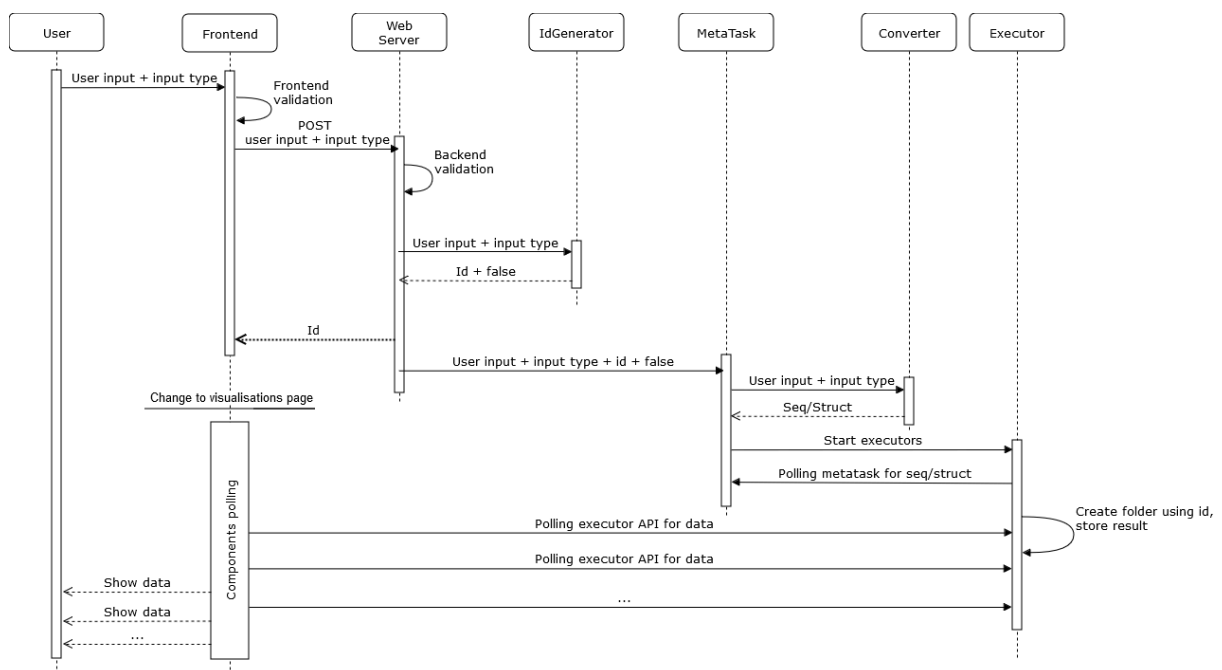 User
Frontend
Web
Server
IdGenerator
MetaTask
Converter
Executor
User input + input type
Frontend
validation
POST
user input + input type
Backend
validation
User input + input type
Id + false
Id
User input + input type + id + false
User input + input type
Change to visualisations page
Seq/Struct
Start executors
Polling metatask for seq/struct
Components polling
Create folder using id,
store result
Polling executor API for data
Polling executor API for data
Show data
...
Show data
...